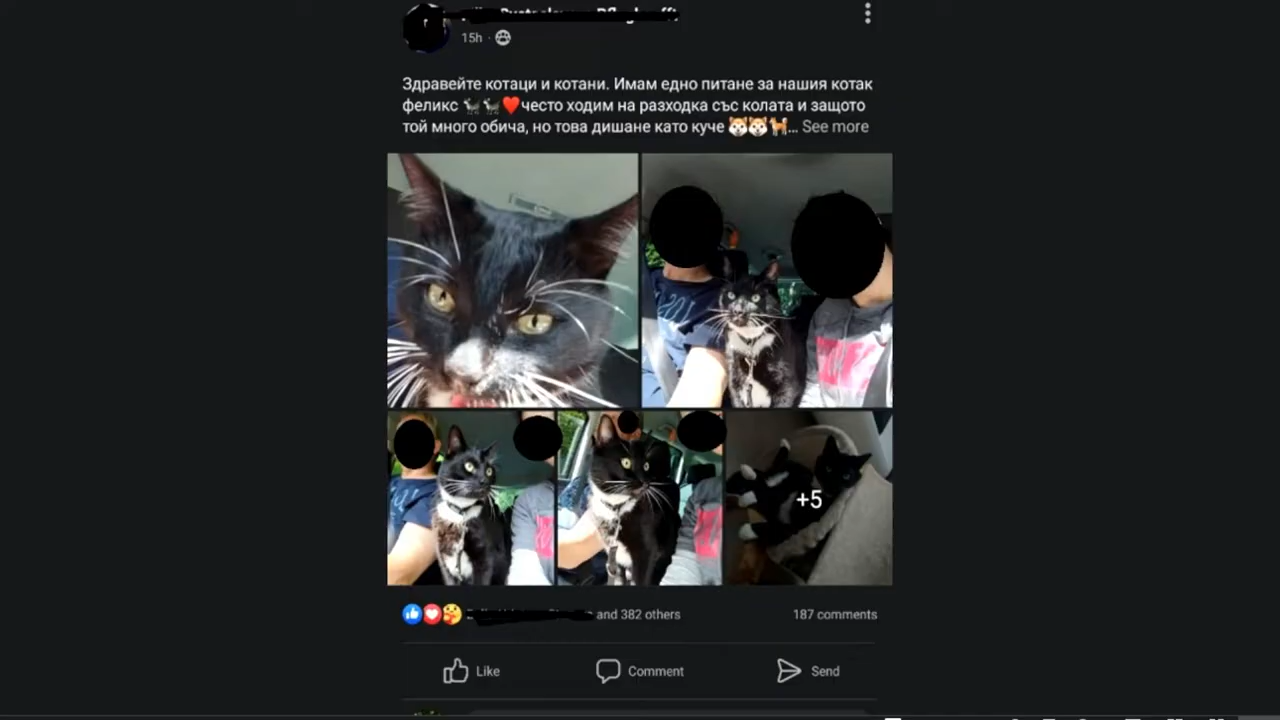 15h ·
Здравейте котаци и котани. Имам едно питане за нашия котак
феликс 🐈‍⬛🐈‍⬛❤️често ходим на разходка със колата и защото
той много обича, но това дишане като куче 🐶🐶🐕... See more
+5
and 382 others
187 comments
Like
Comment
Send